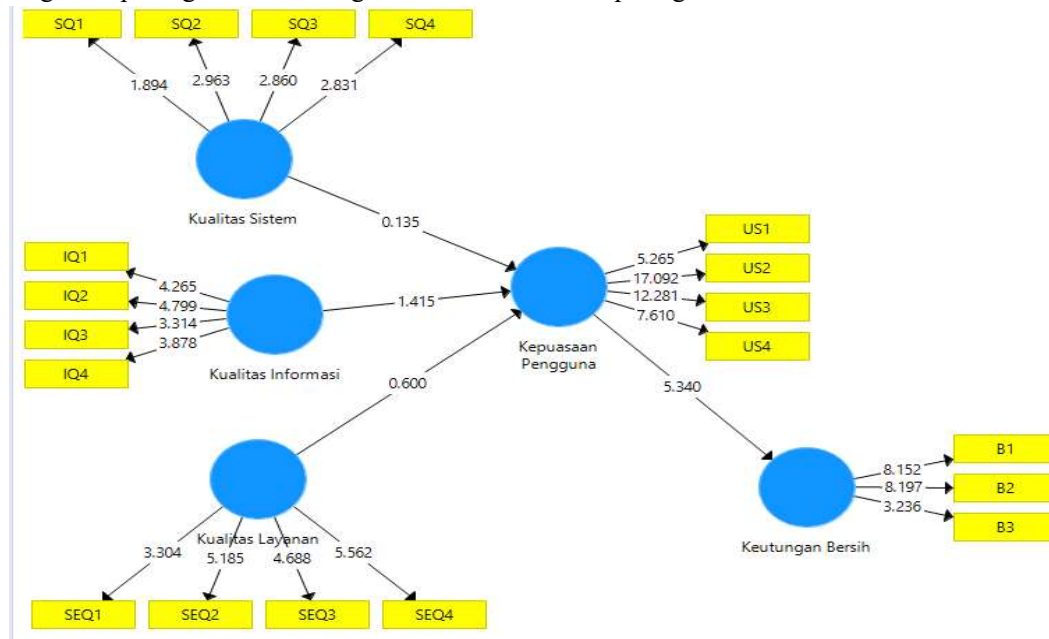 SQ1
SQ2
SQ3
SQ4
1.894
2.963
2.860
2.831
Kualitas Sistem
0.135
IQ1
IQ2
IQ3
IQ4
4.265
4.799
3.314
3.878
Kualitas Informasi
1.415
US1
US2
US3
US4
5.265
17.092
12.281
7.610
Kepuasaan
Pengguna
0.600
5.340
Kualitas Layanan
3.304
5.185
4.688
5.562
SEQ1
SEQ2
SEQ3
SEQ4
B1
B2
B3
8.152
8.197
3.236
Keutungan Bersih